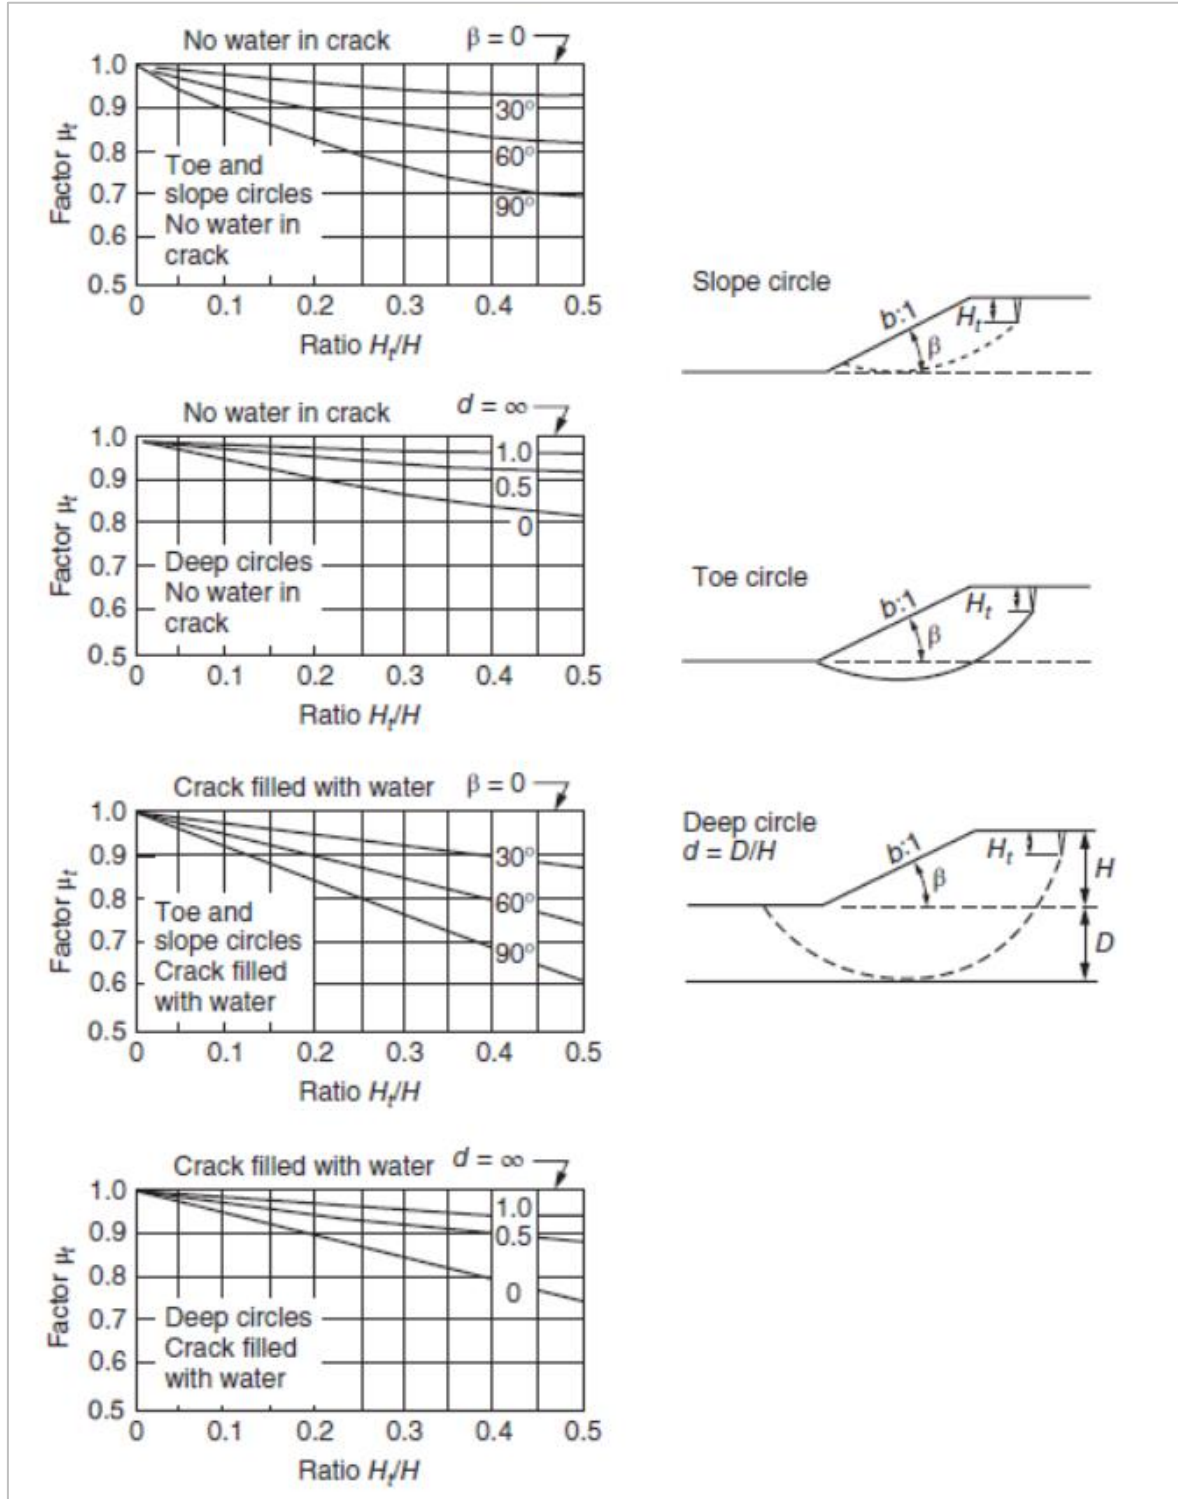 No water in crack
β = 0
1.0
0.9
0.8
0.7
0.6
0.5
Factor μt
30°
60°
90°
Toe and
slope circles
No water in
crack
0 0.1 0.2 0.3 0.4 0.5
Ratio Ht/H
No water in crack
d = ∞
1.0
0.9
0.8
0.7
0.6
0.5
Factor μt
1.0
0.5
0
Deep circles
No water in
crack
0 0.1 0.2 0.3 0.4 0.5
Ratio Ht/H
Crack filled with water
β = 0
1.0
0.9
0.8
0.7
0.6
0.5
Factor μt
30°
60°
90°
Toe and
slope circles
Crack filled
with water
0 0.1 0.2 0.3 0.4 0.5
Ratio Ht/H
Crack filled with water
d = ∞
1.0
0.9
0.8
0.7
0.6
0.5
Factor μt
1.0
0.5
0
Deep circles
Crack filled
with water
0 0.1 0.2 0.3 0.4 0.5
Ratio Ht/H
Slope circle
b:1
Ht
β
Toe circle
b:1
Ht
β
Deep circle
d = D/H
b:1
Ht
H
β
D